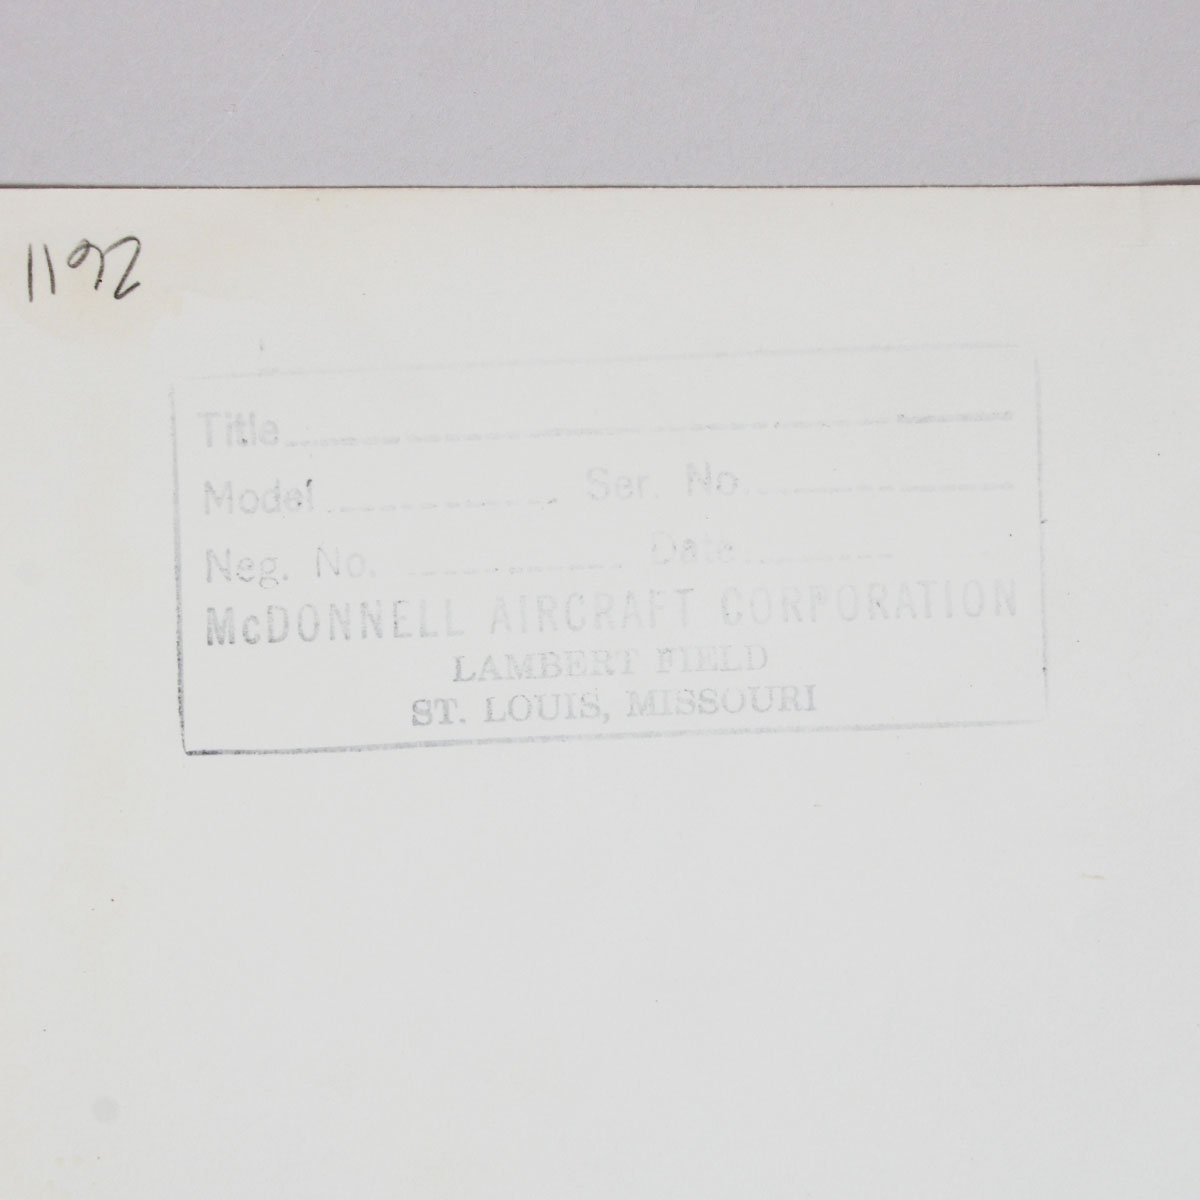 1192
Title
Model Ser. No.
Neg. No. Date
McDONNELL AIRCRAFT CORPORATION
LAMBERT FIELD
ST. LOUIS, MISSOURI